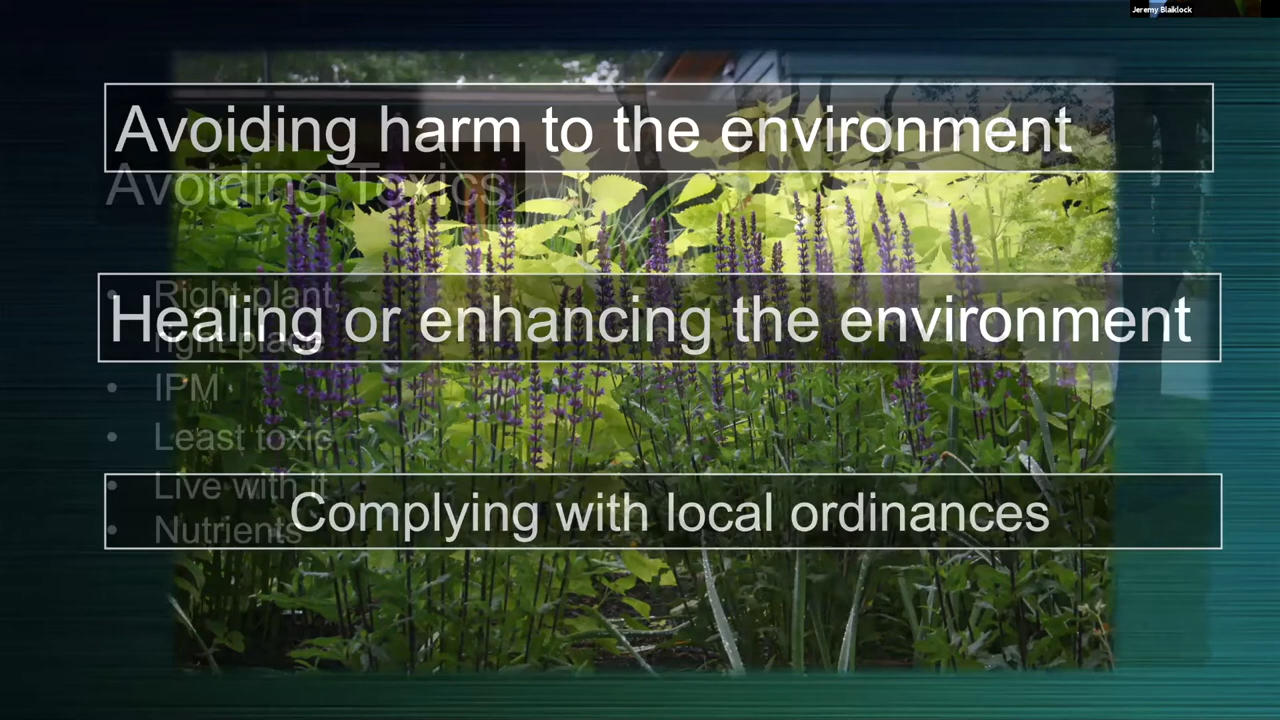 Jeremy Blaiklock
Avoiding harm to the environment
Avoiding Toxics
Healing or enhancing the environment
• Right plant,
right place
• IPM
• Least toxic
• Live with it
• Nutrients
Complying with local ordinances